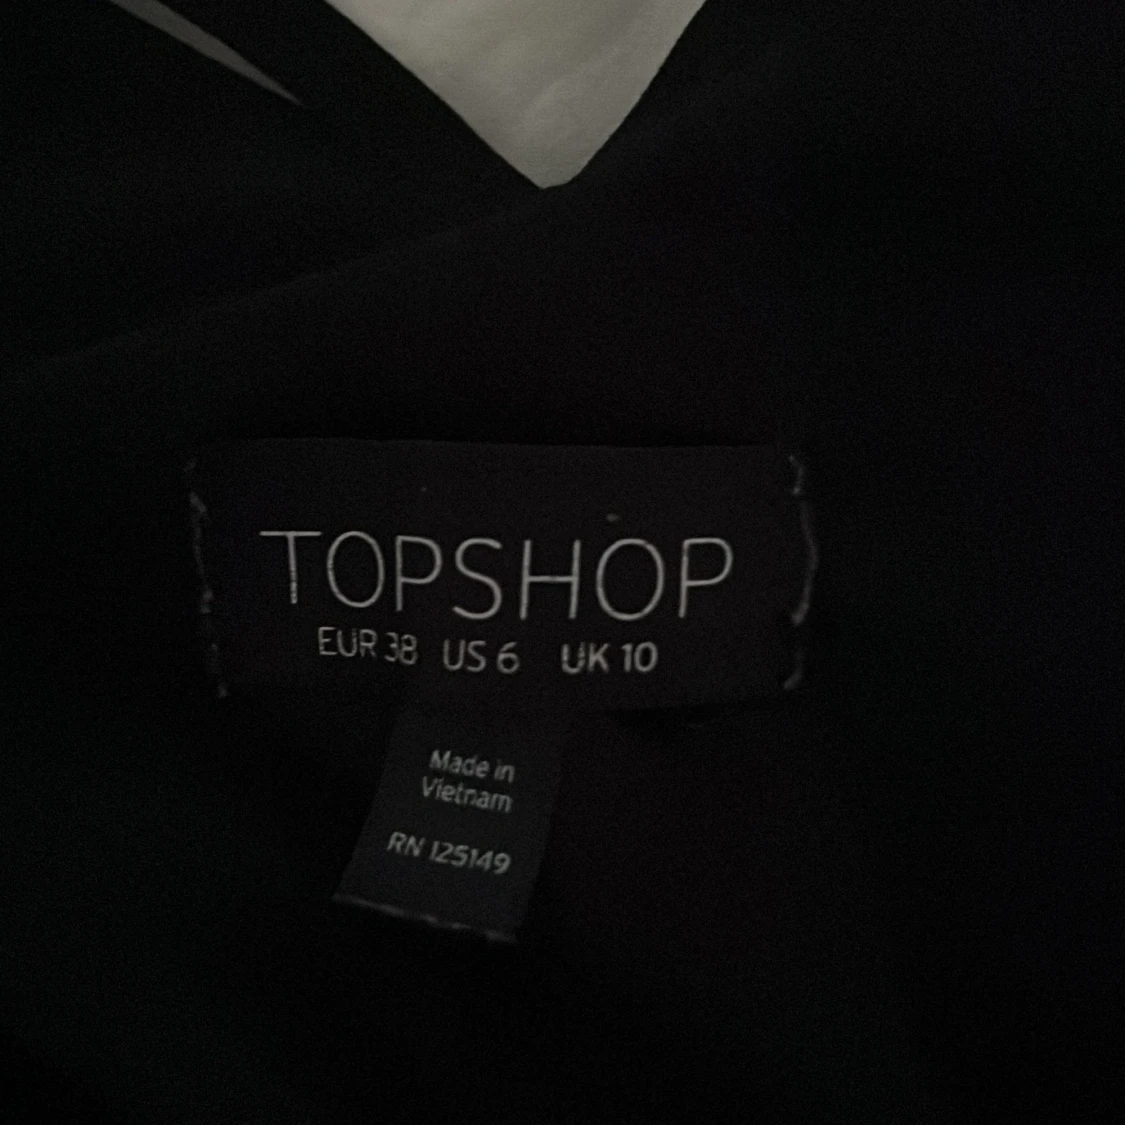 TOPSHOP
EUR 38 US 6 UK 10
Made in
Vietnam
RN 125149